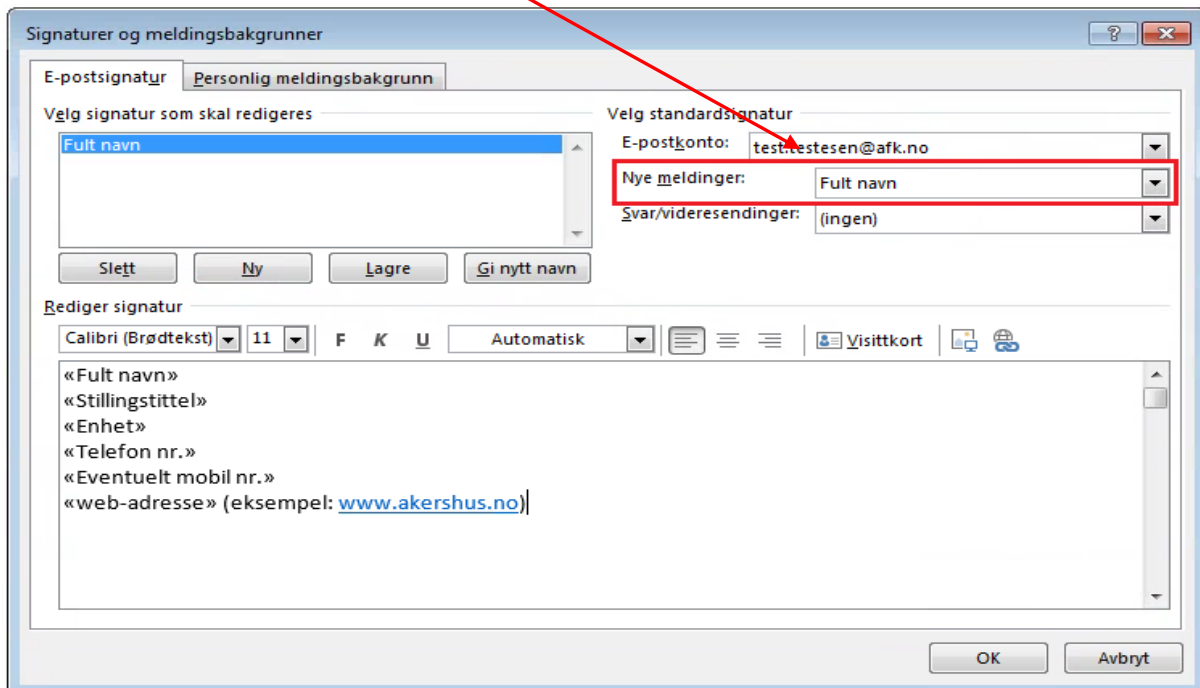 Signaturer og meldingsbakgrunner
E-postsignatur Personlig meldingsbakgrunn
Velg signatur som skal redigeres
Fult navn
Slett Ny Lagre Gi nytt navn
Velg standardsignatur
E-postkonto: test.testesen@afk.no
Nye meldinger: Fult navn
Svar/videresendinger: (ingen)
Rediger signatur
Calibri (Brødtekst) 11 F K U Automatisk Visittkort
«Fult navn»
«Stillingstittel»
«Enhet»
«Telefon nr.»
«Eventuelt mobil nr.»
«web-adresse» (eksempel: www.akershus.no)
OK Avbryt